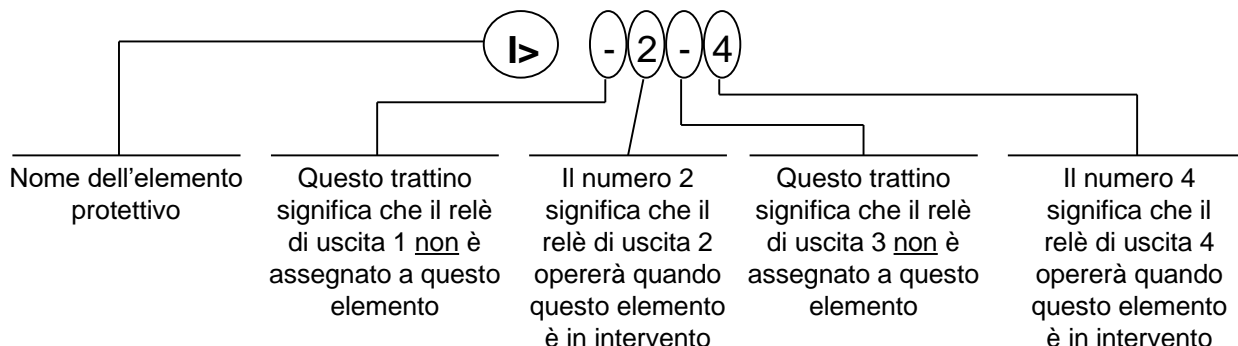 I> - 2 - 4
Nome dell'elemento
protettivo
Questo trattino
significa che il relè
di uscita 1 non è
assegnato a questo
elemento
Il numero 2
significa che il
relè di uscita 2
opererà quando
questo elemento
è in intervento
Questo trattino
significa che il relè
di uscita 3 non è
assegnato a questo
elemento
Il numero 4
significa che il
relè di uscita 4
opererà quando
questo elemento
è in intervento